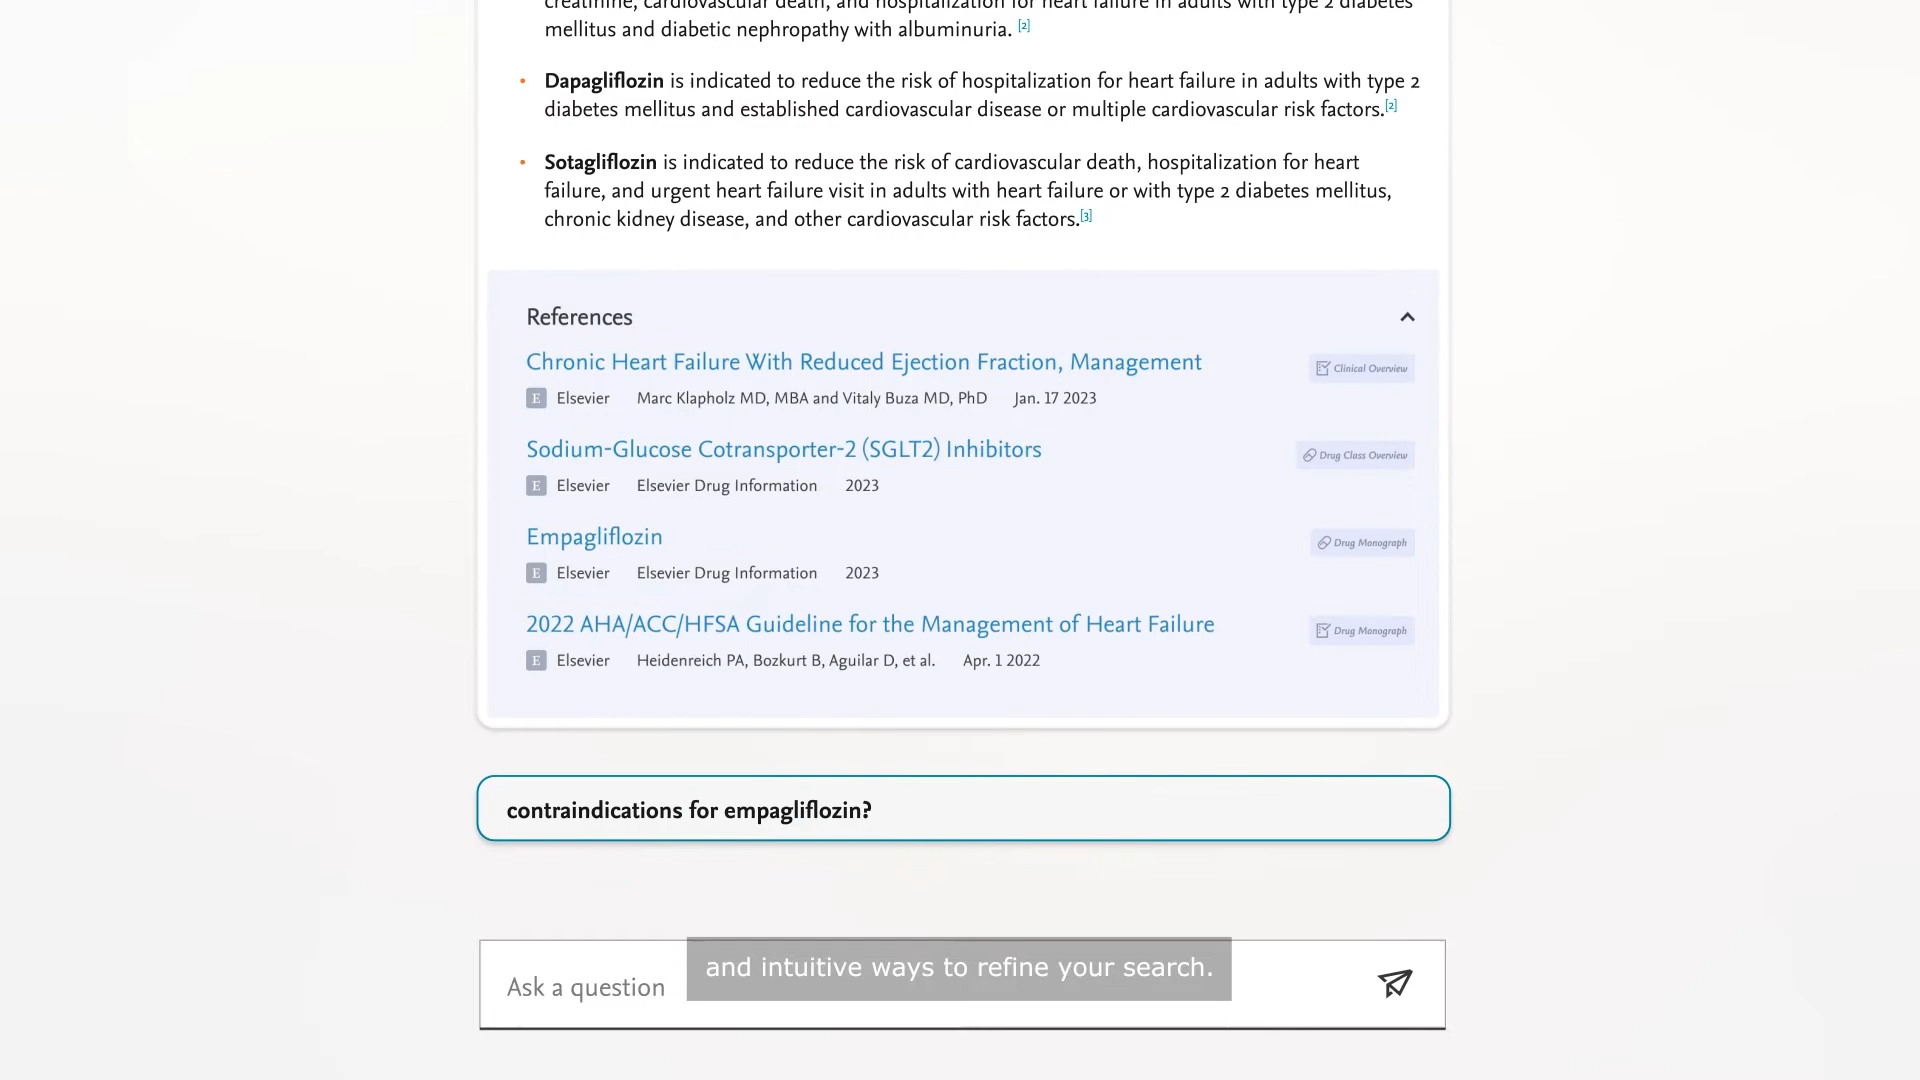 creatinine, cardiovascular death, and hospitalization for heart failure in adults with type 2 diabetes
mellitus and diabetic nephropathy with albuminuria. [2]
• Dapagliflozin is indicated to reduce the risk of hospitalization for heart failure in adults with type 2
diabetes mellitus and established cardiovascular disease or multiple cardiovascular risk factors.[2]
• Sotagliflozin is indicated to reduce the risk of cardiovascular death, hospitalization for heart
failure, and urgent heart failure visit in adults with heart failure or with type 2 diabetes mellitus,
chronic kidney disease, and other cardiovascular risk factors.[3]
References
Chronic Heart Failure With Reduced Ejection Fraction, Management
Clinical Overview
E Elsevier Marc Klapholz MD, MBA and Vitaly Buza MD, PhD Jan. 17 2023
Sodium-Glucose Cotransporter-2 (SGLT2) Inhibitors
Drug Class Overview
E Elsevier Elsevier Drug Information 2023
Empagliflozin
Drug Monograph
E Elsevier Elsevier Drug Information 2023
2022 AHA/ACC/HFSA Guideline for the Management of Heart Failure
Drug Monograph
E Elsevier Heidenreich PA, Bozkurt B, Aguilar D, et al. Apr. 1 2022
contraindications for empagliflozin?
and intuitive ways to refine your search.
Ask a question